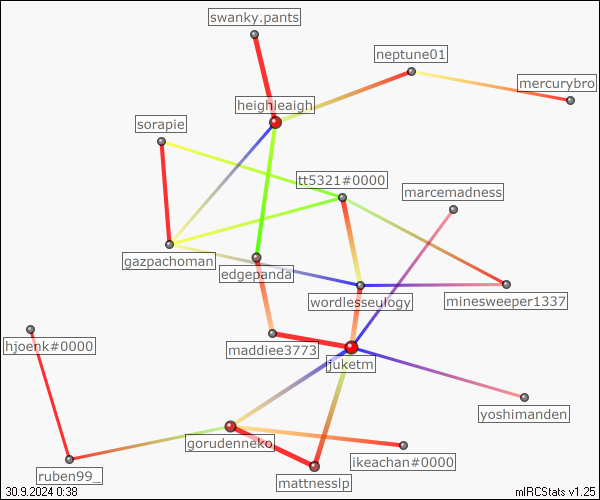 swanky.pants
neptune01
mercurybro
heighleaigh
sorapie
tt5321#0000
marcemadness
gazpachoman
edgepanda
wordlesseulogy
minesweeper1337
hjoenk#0000
maddiee3773
juketm
yoshimanden
gorudenneko
ikeachan#0000
ruben99_
mattnesslp
30.9.2024 0:38
mIRCStats v1.25